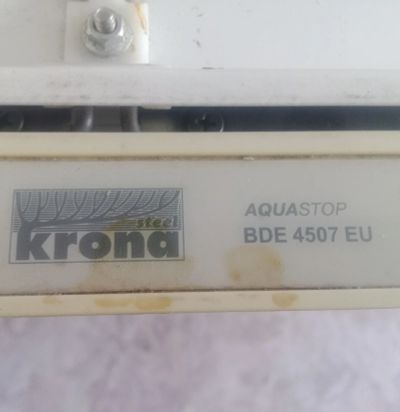 steel
krona
AQUASTOP
BDE 4507 EU